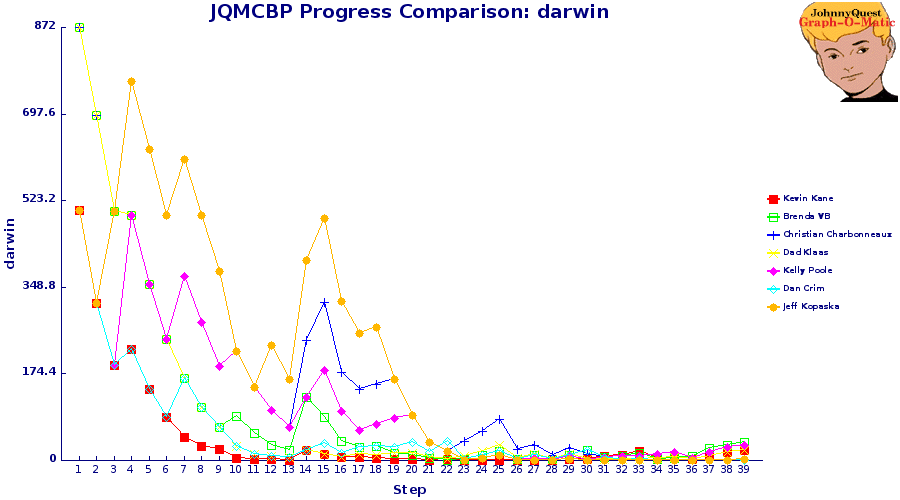 JQMCBP Progress Comparison: darwin
JohnnyQuest
Graph-O-Matic
872
697.6
523.2
348.8
174.4
0
darwin
Kevin Kane
Brenda VB
Christian Charbonneaux
Dad Klaas
Kelly Poole
Dan Crim
Jeff Kopaska
1 2 3 4 5 6 7 8 9 10 11 12 13 14 15 16 17 18 19 20 21 22 23 24 25 26 27 28 29 30 31 32 33 34 35 36 37 38 39
Step